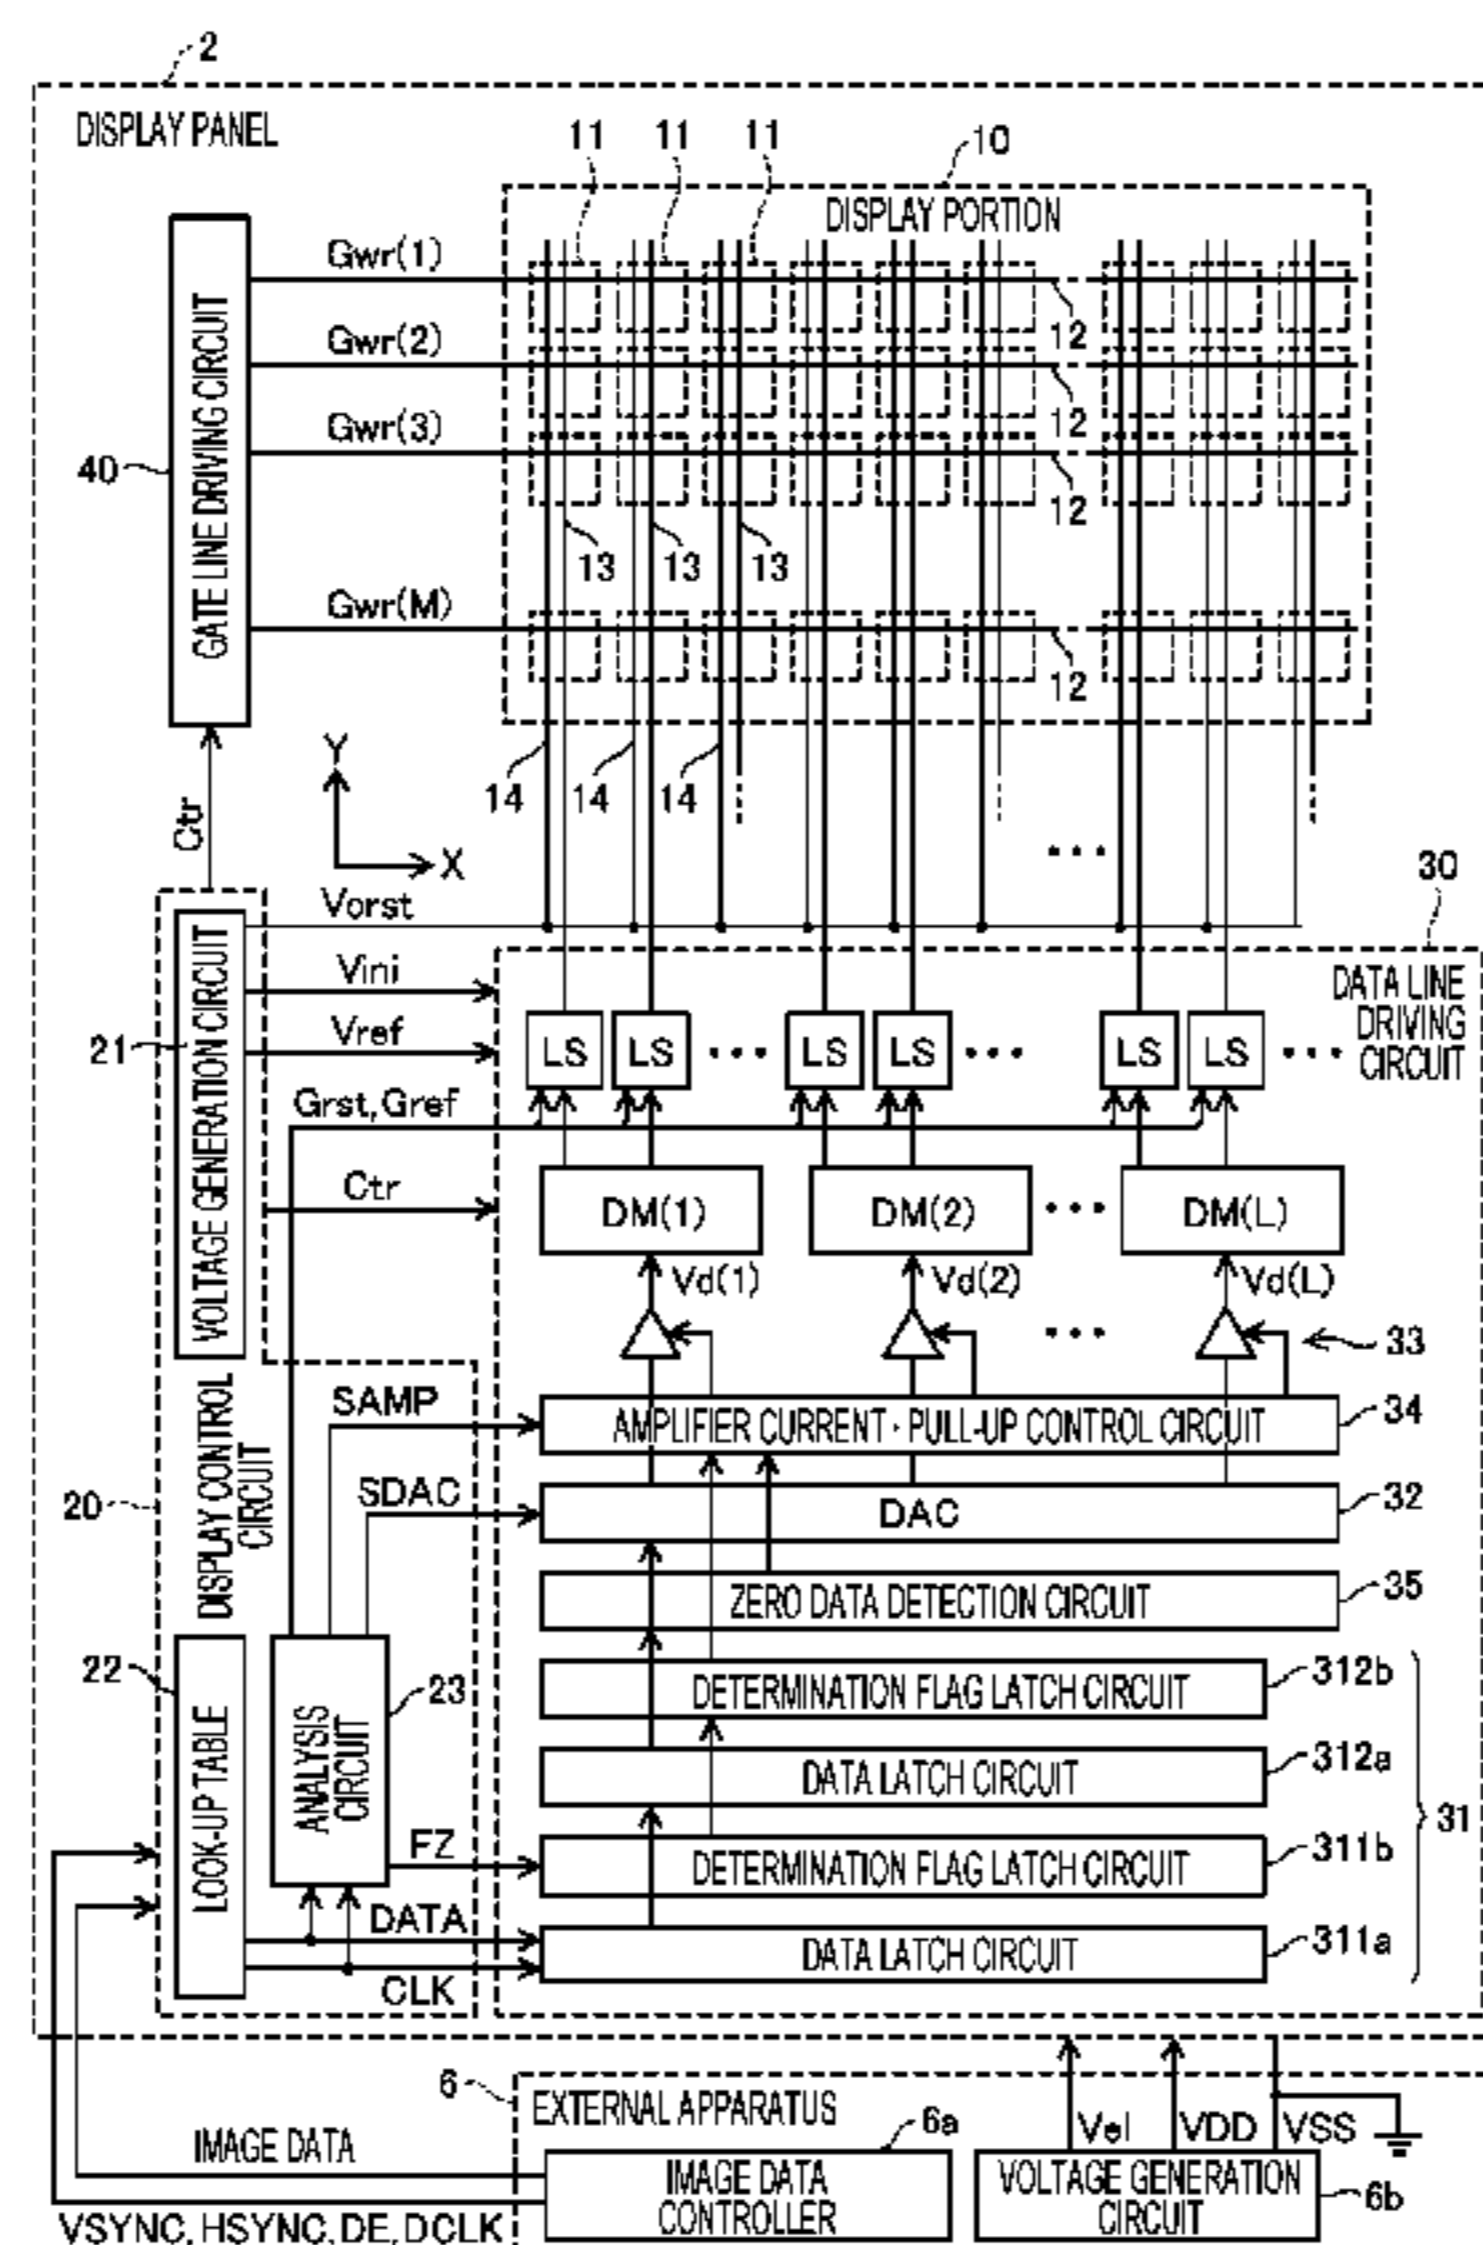 2
DISPLAY PANEL
11 11 11 10
DISPLAY PORTION
Gwr(1)
12
Gwr(2)
12
Gwr(3)
12
13 13 13
Gwr(M)
12
40
GATE LINE DRIVING CIRCUIT
14 14 14
Y
X
Ctr
Vorst
30
DATA LINE
DRIVING
CIRCUIT
Vini
Vref
21
VOLTAGE GENERATION CIRCUIT
LS LS ... LS LS ... LS LS ...
Grst,Gref
Ctr
DM(1) DM(2) ... DM(L)
Vd(1) Vd(2) Vd(L)
... 33
SAMP
AMPLIFIER CURRENT · PULL-UP CONTROL CIRCUIT
34
SDAC
DAC
32
20
DISPLAY CONTROL
CIRCUIT
ZERO DATA DETECTION CIRCUIT
35
22
LOOK-UP TABLE
23
ANALYSIS
CIRCUIT
DETERMINATION FLAG LATCH CIRCUIT
312b
DATA LATCH CIRCUIT
312a
31
FZ
DETERMINATION FLAG LATCH CIRCUIT
311b
DATA
DATA LATCH CIRCUIT
311a
CLK
6
EXTERNAL APPARATUS
6a
Vel VDD VSS
IMAGE DATA
IMAGE DATA
CONTROLLER
VOLTAGE GENERATION
CIRCUIT
6b
VSYNC,HSYNC,DE,DCLK